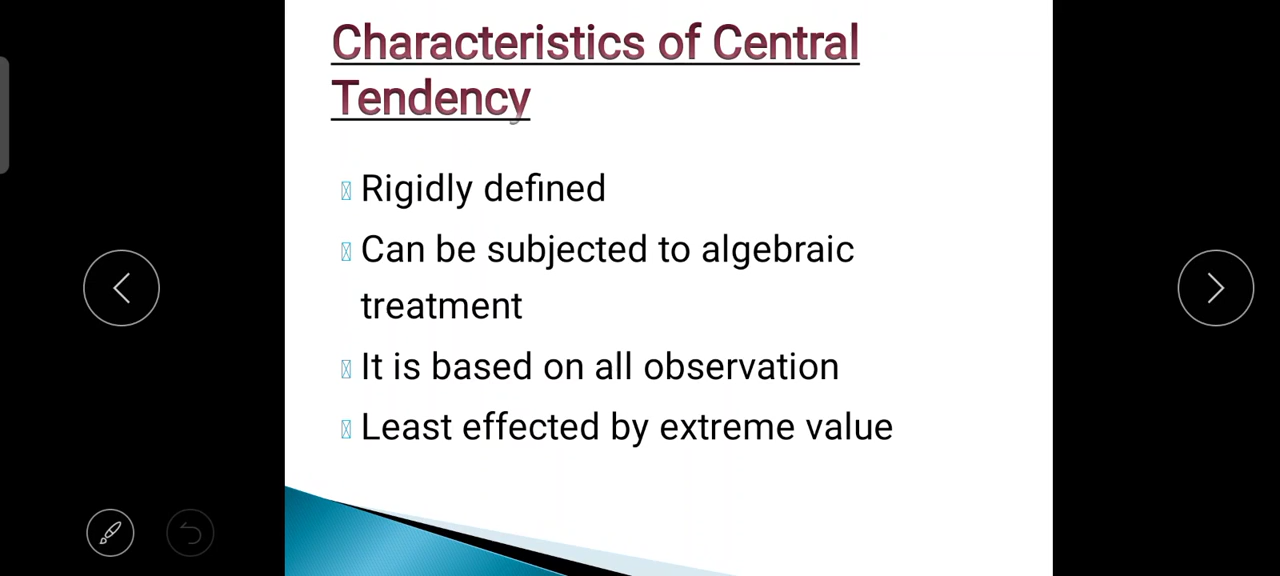 Characteristics of Central
Tendency
Rigidly defined
Can be subjected to algebraic
treatment
It is based on all observation
Least effected by extreme value